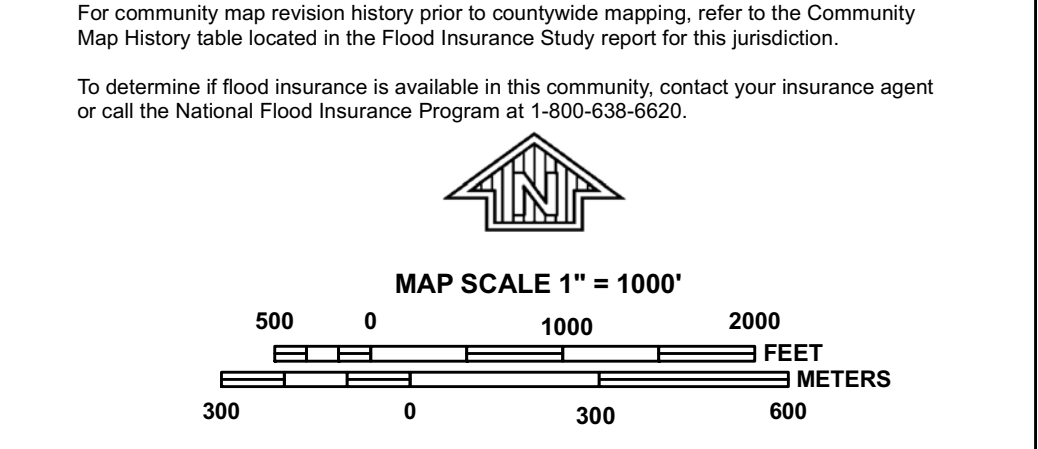 For community map revision history prior to countywide mapping, refer to the Community
Map History table located in the Flood Insurance Study report for this jurisdiction.
To determine if flood insurance is available in this community, contact your insurance agent
or call the National Flood Insurance Program at 1-800-638-6620.
N
MAP SCALE 1" = 1000'
500 0 1000 2000
FEET
METERS
300 0 300 600